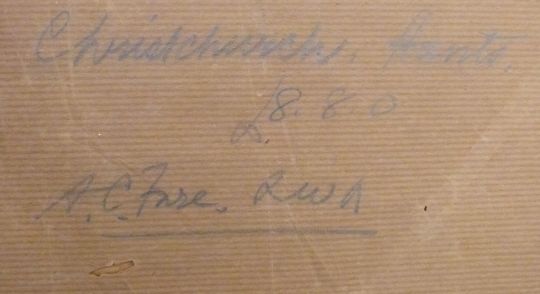 Christchurch, Hants.
£8.8.0
A.C. Fare. RWA